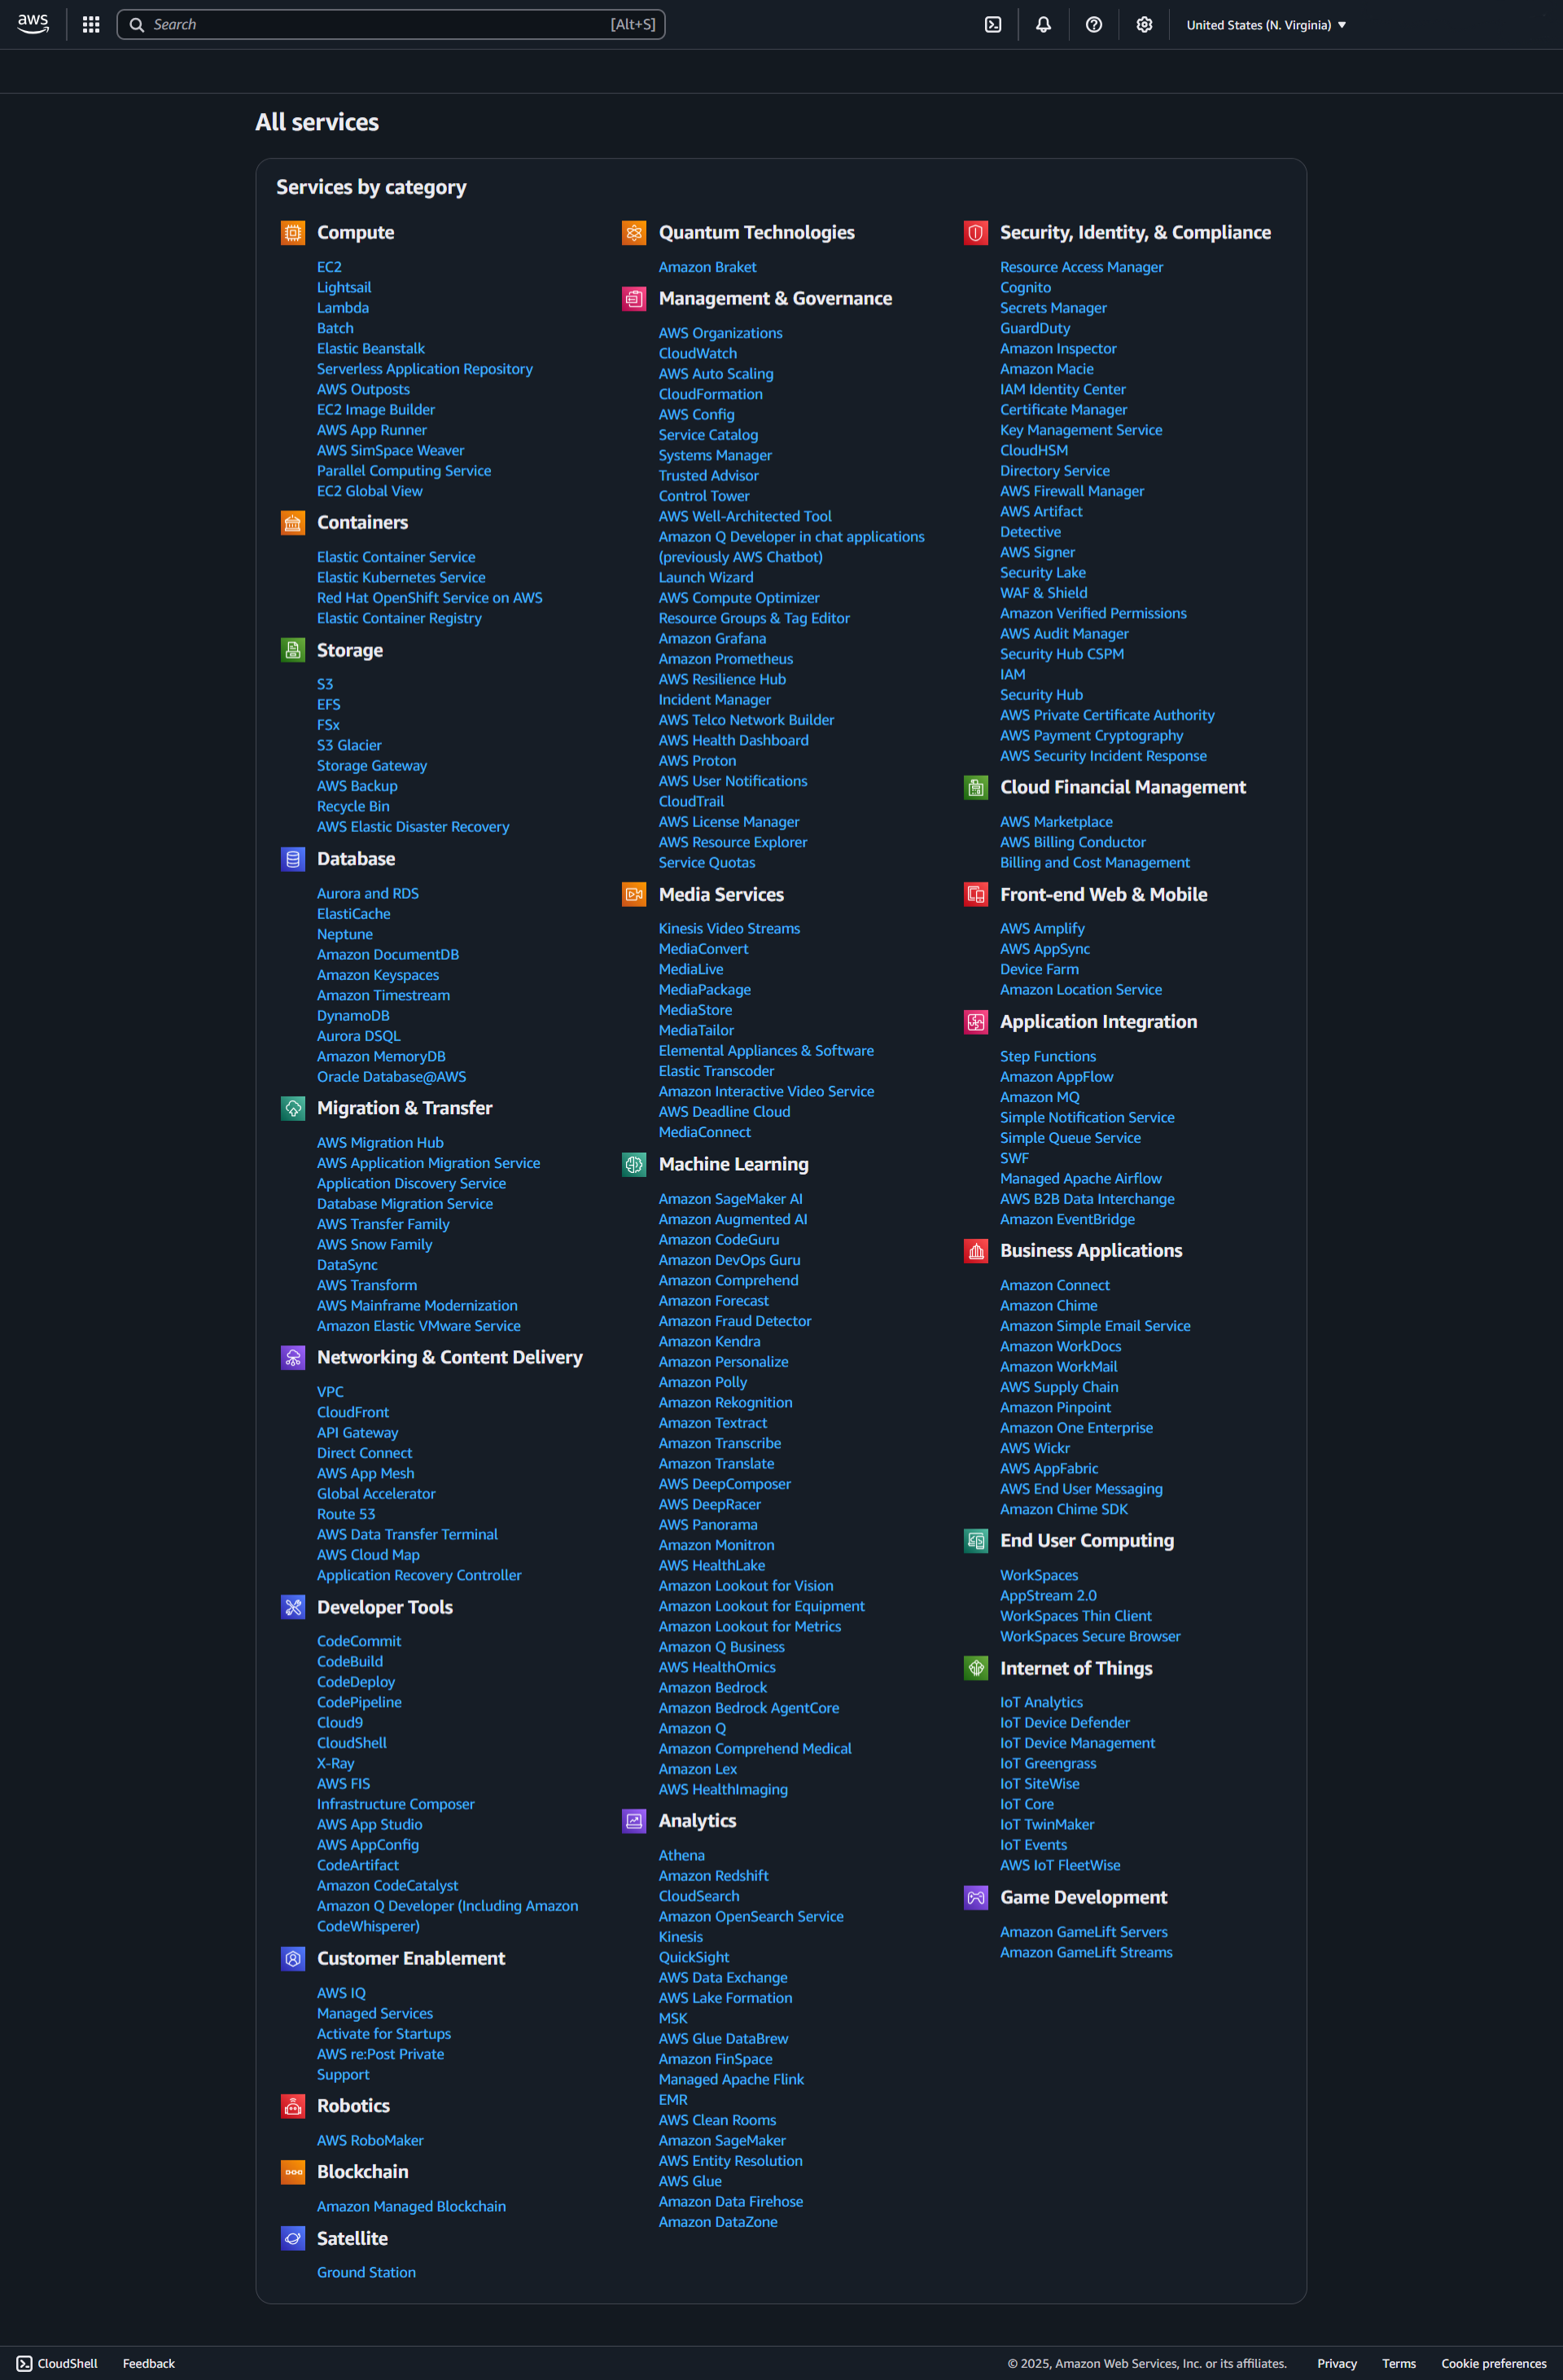 aws
Search
[Alt+S]
United States (N. Virginia)
All services
Services by category
Compute
EC2
Lightsail
Lambda
Batch
Elastic Beanstalk
Serverless Application Repository
AWS Outposts
EC2 Image Builder
AWS App Runner
AWS SimSpace Weaver
Parallel Computing Service
EC2 Global View
Containers
Elastic Container Service
Elastic Kubernetes Service
Red Hat OpenShift Service on AWS
Elastic Container Registry
Storage
S3
EFS
FSx
S3 Glacier
Storage Gateway
AWS Backup
Recycle Bin
AWS Elastic Disaster Recovery
Database
Aurora and RDS
ElastiCache
Neptune
Amazon DocumentDB
Amazon Keyspaces
Amazon Timestream
DynamoDB
Aurora DSQL
Amazon MemoryDB
Oracle Database@AWS
Migration & Transfer
AWS Migration Hub
AWS Application Migration Service
Application Discovery Service
Database Migration Service
AWS Transfer Family
AWS Snow Family
DataSync
AWS Transform
AWS Mainframe Modernization
Amazon Elastic VMware Service
Networking & Content Delivery
VPC
CloudFront
API Gateway
Direct Connect
AWS App Mesh
Global Accelerator
Route 53
AWS Data Transfer Terminal
AWS Cloud Map
Application Recovery Controller
Developer Tools
CodeCommit
CodeBuild
CodeDeploy
CodePipeline
Cloud9
CloudShell
X-Ray
AWS FIS
Infrastructure Composer
AWS App Studio
AWS AppConfig
CodeArtifact
Amazon CodeCatalyst
Amazon Q Developer (Including Amazon
CodeWhisperer)
Customer Enablement
AWS IQ
Managed Services
Activate for Startups
AWS re:Post Private
Support
Robotics
AWS RoboMaker
Blockchain
Amazon Managed Blockchain
Satellite
Ground Station
Quantum Technologies
Amazon Braket
Management & Governance
AWS Organizations
CloudWatch
AWS Auto Scaling
CloudFormation
AWS Config
Service Catalog
Systems Manager
Trusted Advisor
Control Tower
AWS Well-Architected Tool
Amazon Q Developer in chat applications
(previously AWS Chatbot)
Launch Wizard
AWS Compute Optimizer
Resource Groups & Tag Editor
Amazon Grafana
Amazon Prometheus
AWS Resilience Hub
Incident Manager
AWS Telco Network Builder
AWS Health Dashboard
AWS Proton
AWS User Notifications
CloudTrail
AWS License Manager
AWS Resource Explorer
Service Quotas
Media Services
Kinesis Video Streams
MediaConvert
MediaLive
MediaPackage
MediaStore
MediaTailor
Elemental Appliances & Software
Elastic Transcoder
Amazon Interactive Video Service
AWS Deadline Cloud
MediaConnect
Machine Learning
Amazon SageMaker AI
Amazon Augmented AI
Amazon CodeGuru
Amazon DevOps Guru
Amazon Comprehend
Amazon Forecast
Amazon Fraud Detector
Amazon Kendra
Amazon Personalize
Amazon Polly
Amazon Rekognition
Amazon Textract
Amazon Transcribe
Amazon Translate
AWS DeepComposer
AWS DeepRacer
AWS Panorama
Amazon Monitron
AWS HealthLake
Amazon Lookout for Vision
Amazon Lookout for Equipment
Amazon Lookout for Metrics
Amazon Q Business
AWS HealthOmics
Amazon Bedrock
Amazon Bedrock AgentCore
Amazon Q
Amazon Comprehend Medical
Amazon Lex
AWS HealthImaging
Analytics
Athena
Amazon Redshift
CloudSearch
Amazon OpenSearch Service
Kinesis
QuickSight
AWS Data Exchange
AWS Lake Formation
MSK
AWS Glue DataBrew
Amazon FinSpace
Managed Apache Flink
EMR
AWS Clean Rooms
Amazon SageMaker
AWS Entity Resolution
AWS Glue
Amazon Data Firehose
Amazon DataZone
Security, Identity, & Compliance
Resource Access Manager
Cognito
Secrets Manager
GuardDuty
Amazon Inspector
Amazon Macie
IAM Identity Center
Certificate Manager
Key Management Service
CloudHSM
Directory Service
AWS Firewall Manager
AWS Artifact
Detective
AWS Signer
Security Lake
WAF & Shield
Amazon Verified Permissions
AWS Audit Manager
Security Hub CSPM
IAM
Security Hub
AWS Private Certificate Authority
AWS Payment Cryptography
AWS Security Incident Response
Cloud Financial Management
AWS Marketplace
AWS Billing Conductor
Billing and Cost Management
Front-end Web & Mobile
AWS Amplify
AWS AppSync
Device Farm
Amazon Location Service
Application Integration
Step Functions
Amazon AppFlow
Amazon MQ
Simple Notification Service
Simple Queue Service
SWF
Managed Apache Airflow
AWS B2B Data Interchange
Amazon EventBridge
Business Applications
Amazon Connect
Amazon Chime
Amazon Simple Email Service
Amazon WorkDocs
Amazon WorkMail
AWS Supply Chain
Amazon Pinpoint
Amazon One Enterprise
AWS Wickr
AWS AppFabric
AWS End User Messaging
Amazon Chime SDK
End User Computing
WorkSpaces
AppStream 2.0
WorkSpaces Thin Client
WorkSpaces Secure Browser
Internet of Things
IoT Analytics
IoT Device Defender
IoT Device Management
IoT Greengrass
IoT SiteWise
IoT Core
IoT TwinMaker
IoT Events
AWS IoT FleetWise
Game Development
Amazon GameLift Servers
Amazon GameLift Streams
CloudShell
Feedback
© 2025, Amazon Web Services, Inc. or its affiliates.
Privacy
Terms
Cookie preferences